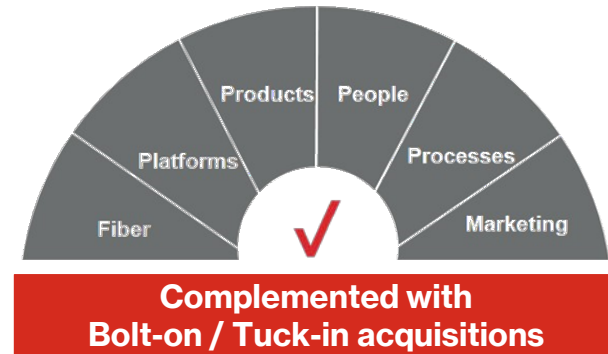 Fiber
Platforms
Products
People
Processes
Marketing
Complemented with
Bolt-on / Tuck-in acquisitions